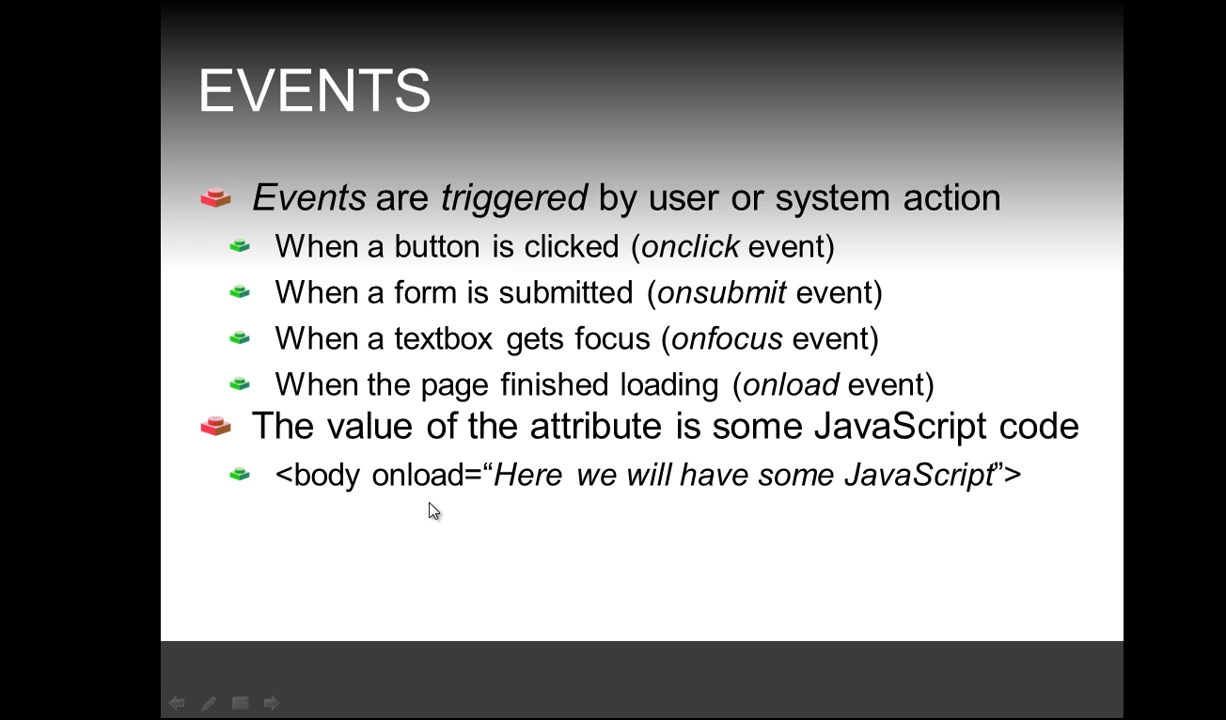 EVENTS
Events are triggered by user or system action
When a button is clicked (onclick event)
When a form is submitted (onsubmit event)
When a textbox gets focus (onfocus event)
When the page finished loading (onload event)
The value of the attribute is some JavaScript code
<body onload=“Here we will have some JavaScript”>